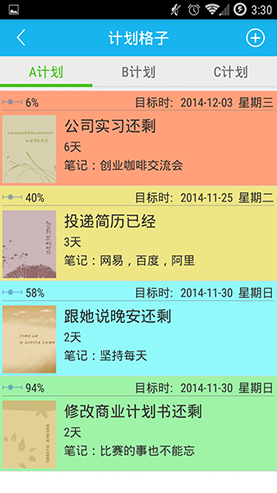 3:30
计划格子
A计划 B计划 C计划
6% 目标时: 2014-12-03 星期三
公司实习还剩
6天
笔记：创业咖啡交流会
40% 目标时: 2014-11-25 星期二
投递简历已经
3天
笔记：网易，百度，阿里
58% 目标时: 2014-11-30 星期日
跟她说晚安还剩
2天
笔记：坚持每天
94% 目标时: 2014-11-30 星期日
修改商业计划书还剩
2天
笔记：比赛的事也不能忘